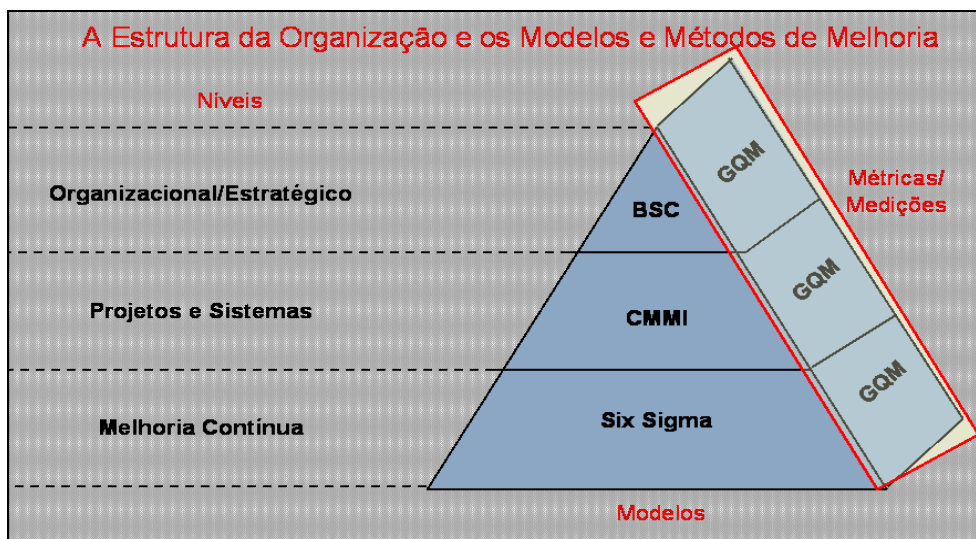 A Estrutura da Organização e os Modelos e Métodos de Melhoria
Níveis
Organizacional/Estratégico
BSC
GQM
Métricas/
Medições
Projetos e Sistemas
CMMI
GQM
Melhoria Contínua
Six Sigma
GQM
Modelos